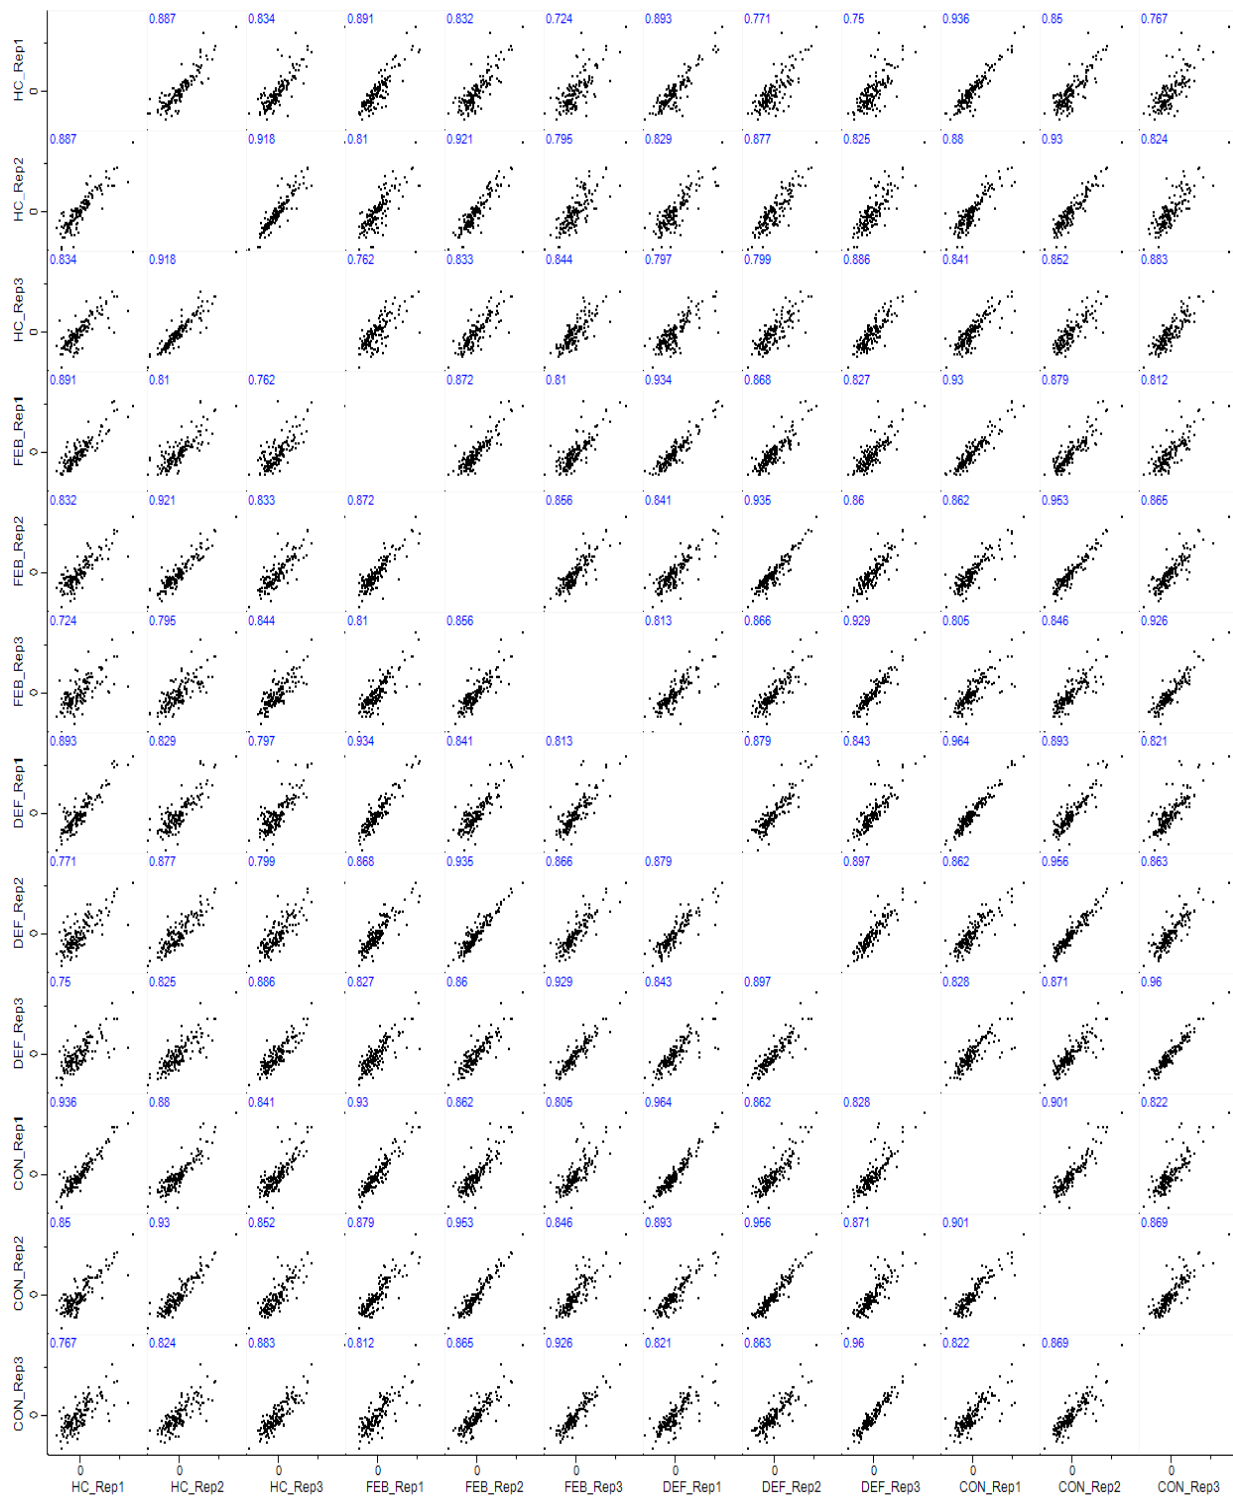 0.887 0.834 0.891 0.832 0.724 0.893 0.771 0.75 0.936 0.85 0.767
HC_Rep1 0
0.887 0.918 0.81 0.921 0.795 0.829 0.877 0.825 0.88 0.93 0.824
HC_Rep2 0
0.834 0.918 0.762 0.833 0.844 0.797 0.799 0.886 0.841 0.852 0.883
HC_Rep3 0
0.891 0.81 0.762 0.872 0.81 0.934 0.868 0.827 0.93 0.879 0.812
FEB_Rep1 0
0.832 0.921 0.833 0.872 0.856 0.841 0.935 0.86 0.862 0.953 0.865
FEB_Rep2 0
0.724 0.795 0.844 0.81 0.856 0.813 0.866 0.929 0.805 0.846 0.926
FEB_Rep3 0
0.893 0.829 0.797 0.934 0.841 0.813 0.879 0.843 0.964 0.893 0.821
DEF_Rep1 0
0.771 0.877 0.799 0.868 0.935 0.866 0.879 0.897 0.862 0.956 0.863
DEF_Rep2 0
0.75 0.825 0.886 0.827 0.86 0.929 0.843 0.897 0.828 0.871 0.96
DEF_Rep3 0
0.936 0.88 0.841 0.93 0.862 0.805 0.964 0.862 0.828 0.901 0.822
CON_Rep1 0
0.85 0.93 0.852 0.879 0.953 0.846 0.893 0.956 0.871 0.901 0.869
CON_Rep2 0
0.767 0.824 0.883 0.812 0.865 0.926 0.821 0.863 0.96 0.822 0.869
CON_Rep3 0
0 0 0 0 0 0 0 0 0 0 0 0
HC_Rep1 HC_Rep2 HC_Rep3 FEB_Rep1 FEB_Rep2 FEB_Rep3 DEF_Rep1 DEF_Rep2 DEF_Rep3 CON_Rep1 CON_Rep2 CON_Rep3